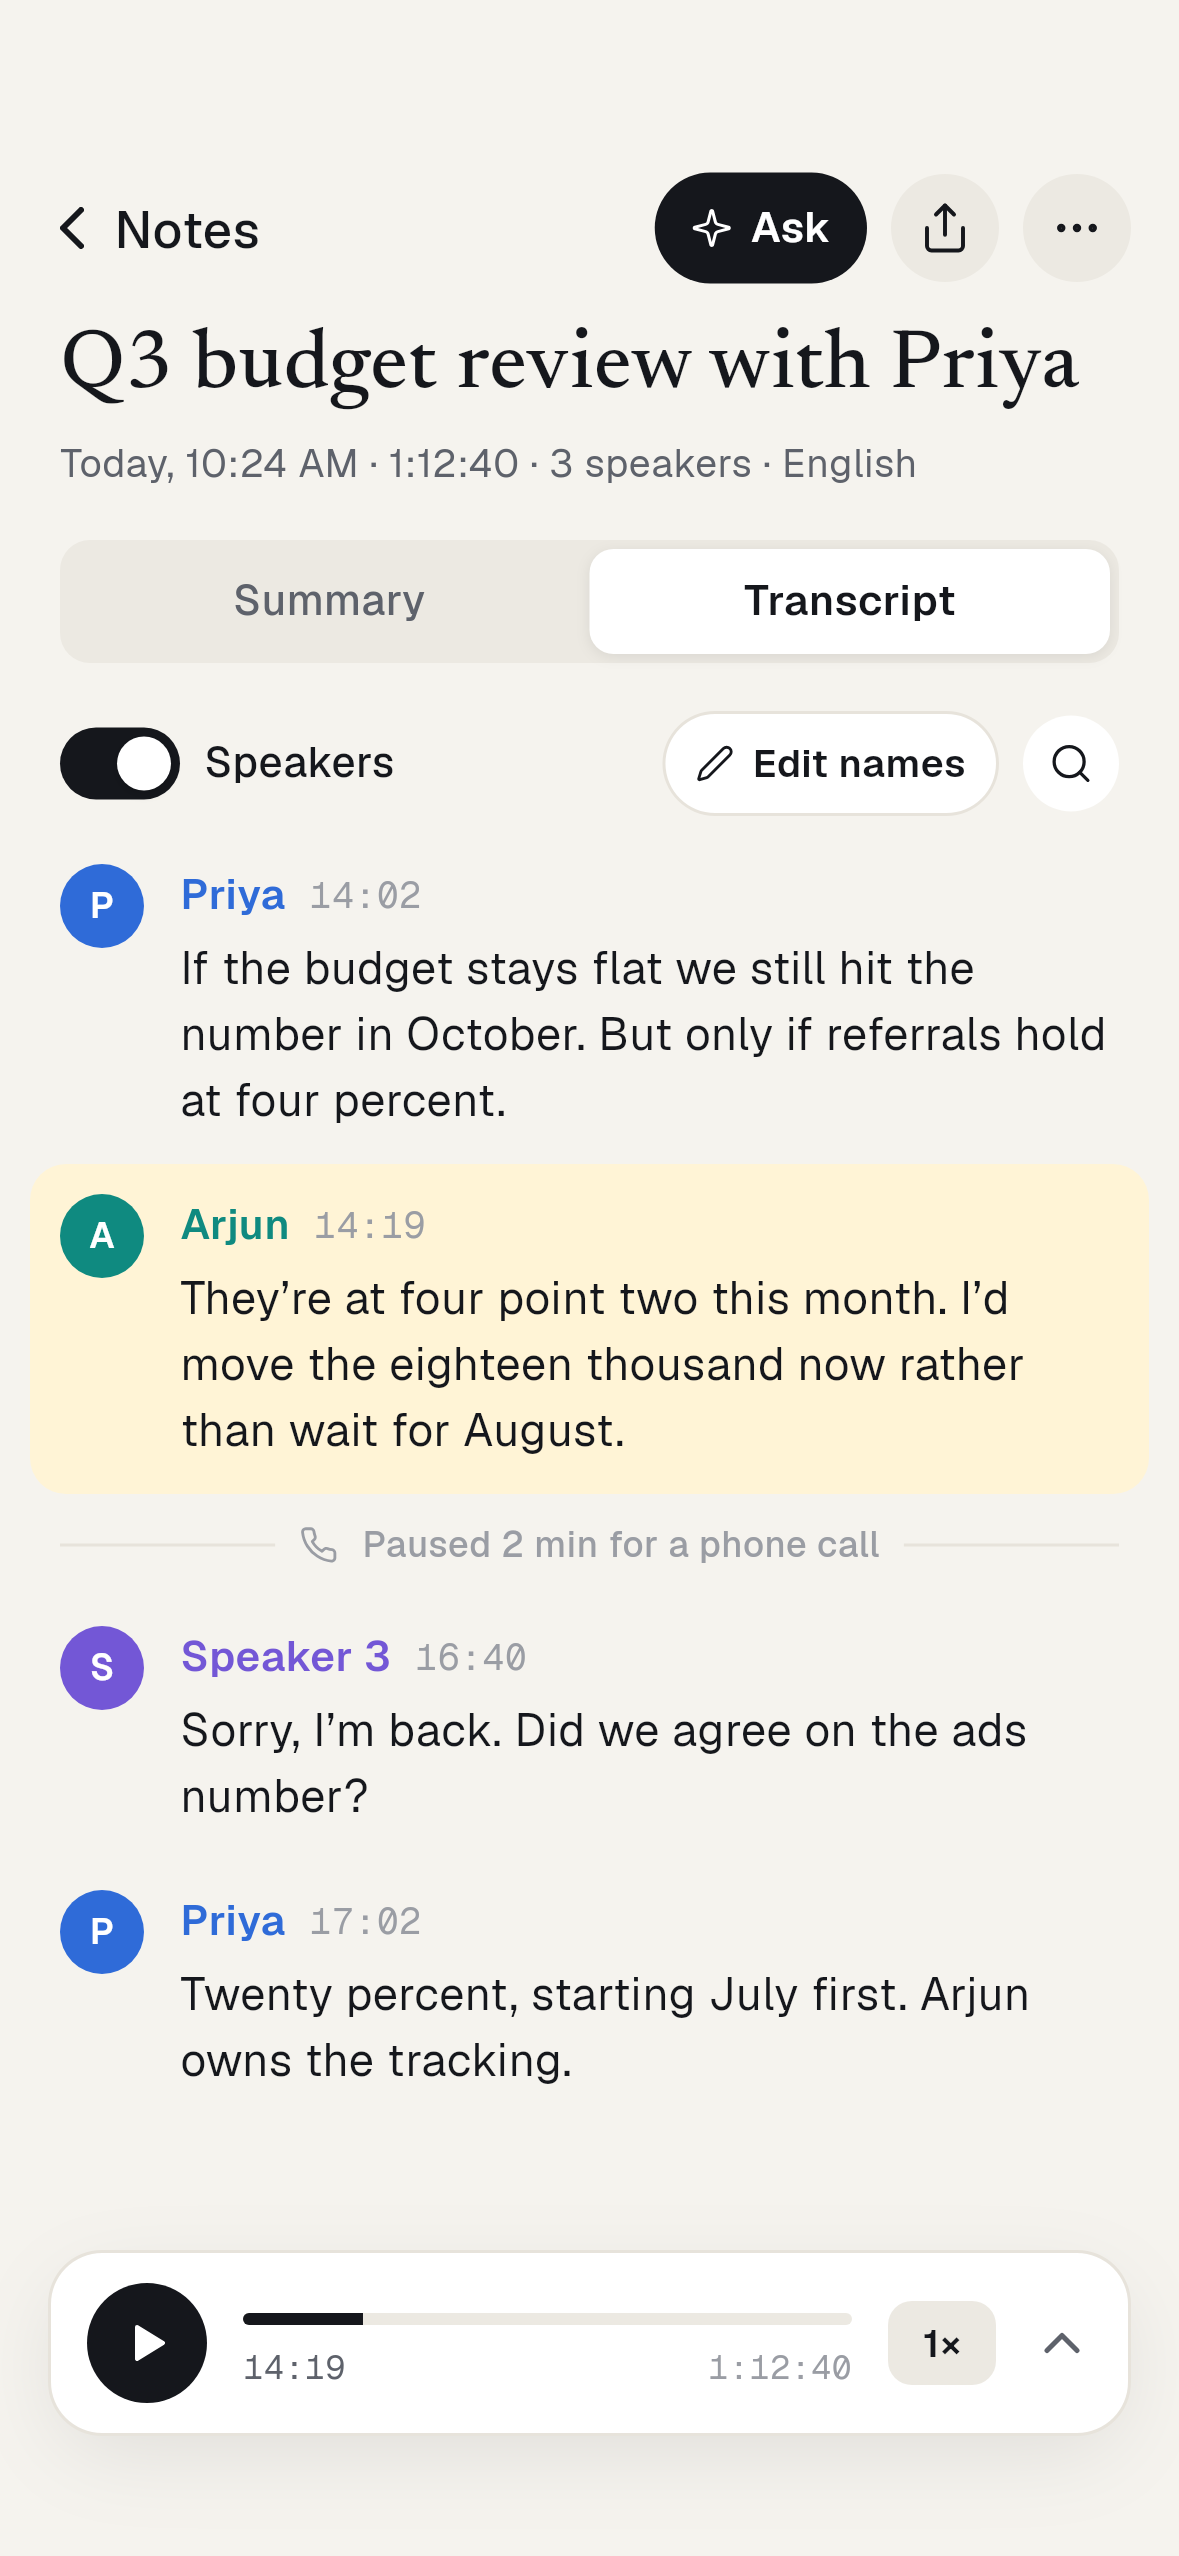 Notes
Ask
Q3 budget review with Priya
Today, 10:24 AM · 1:12:40 · 3 speakers · English
Summary
Transcript
Speakers
Edit names
P
Priya 14:02
If the budget stays flat we still hit the
number in October. But only if referrals hold
at four percent.
A
Arjun 14:19
They’re at four point two this month. I’d
move the eighteen thousand now rather
than wait for August.
Paused 2 min for a phone call
S
Speaker 3 16:40
Sorry, I’m back. Did we agree on the ads
number?
P
Priya 17:02
Twenty percent, starting July first. Arjun
owns the tracking.
14:19
1:12:40
1×